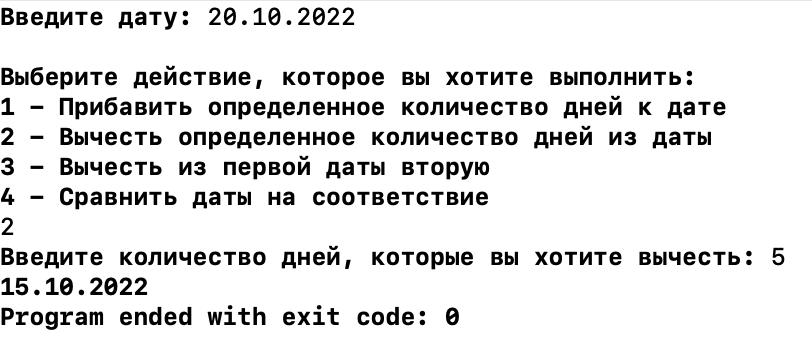 Введите дату: 20.10.2022
Выберите действие, которое вы хотите выполнить:
1 – Прибавить определенное количество дней к дате
2 – Вычесть определенное количество дней из даты
3 – Вычесть из первой даты вторую
4 – Сравнить даты на соответствие
2
Введите количество дней, которые вы хотите вычесть: 5
15.10.2022
Program ended with exit code: 0